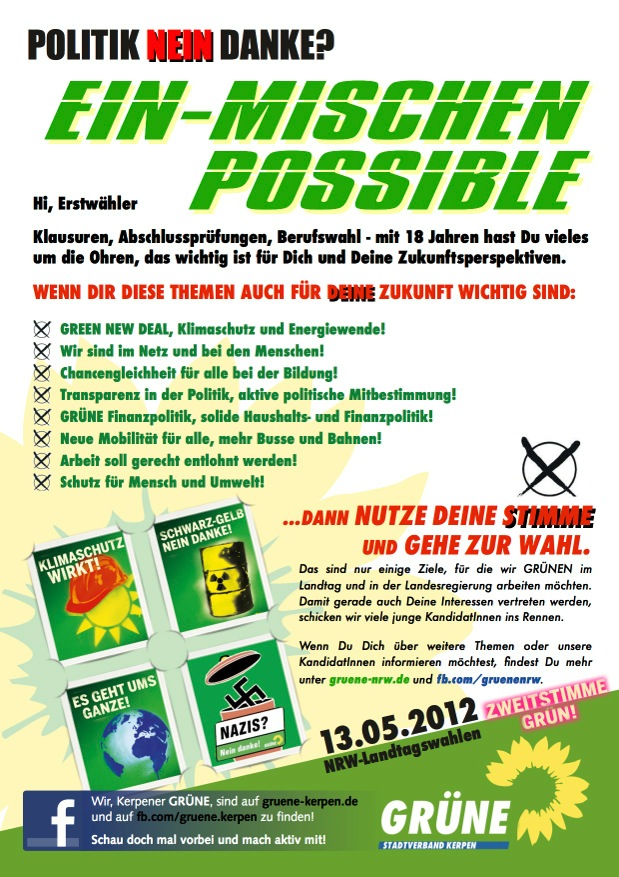 POLITIK NEIN DANKE?
EIN-MISCHEN
POSSIBLE
Hi, Erstwähler
Klausuren, Abschlussprüfungen, Berufswahl - mit 18 Jahren hast Du vieles
um die Ohren, das wichtig ist für Dich und Deine Zukunftsperspektiven.
WENN DIR DIESE THEMEN AUCH FÜR DEINE ZUKUNFT WICHTIG SIND:
GREEN NEW DEAL, Klimaschutz und Energiewende!
Wir sind im Netz und bei den Menschen!
Chancengleichheit für alle bei der Bildung!
Transparenz in der Politik, aktive politische Mitbestimmung!
GRÜNE Finanzpolitik, solide Haushalts- und Finanzpolitik!
Neue Mobilität für alle, mehr Busse und Bahnen!
Arbeit soll gerecht entlohnt werden!
Schutz für Mensch und Umwelt!
KLIMASCHUTZ
WIRKT!
SCHWARZ-GELB
NEIN DANKE!
ES GEHT UMS
GANZE!
NAZIS?
Nein danke! GRÜNE
...DANN NUTZE DEINE STIMME
UND GEHE ZUR WAHL.
Das sind nur einige Ziele, für die wir GRÜNEN im
Landtag und in der Landesregierung arbeiten möchten.
Damit gerade auch Deine Interessen vertreten werden,
schicken wir viele junge KandidatInnen ins Rennen.
Wenn Du Dich über weitere Themen oder unsere
KandidatInnen informieren möchtest, findest Du mehr
unter gruene-nrw.de und fb.com/gruenenrw.
13.05.2012
NRW-Landtagswahlen
ZWEITSTIMME
GRÜN!
f
Wir, Kerpener GRÜNE, sind auf gruene-kerpen.de
und auf fb.com/gruene.kerpen zu finden!
Schau doch mal vorbei und mach aktiv mit!
GRÜNE
STADTVERBAND KERPEN